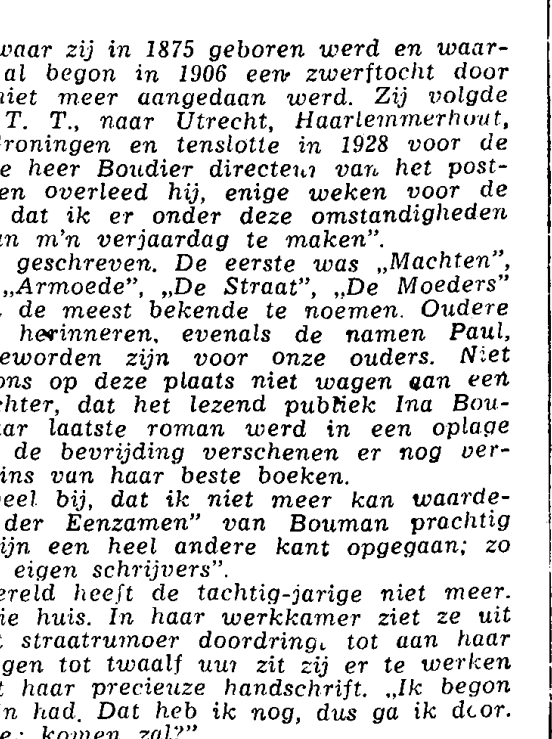 waar zij in 1875 geboren werd en waar-
al begon in 1906 een zwerftocht door
niet meer aangedaan werd. Zij volgde
T. T., naar Utrecht, Haarlemmerhout,
Groningen en tenslotte in 1928 voor de
e heer Boudier directeur van het post-
en overleed hij, enige weken voor de
dat ik er onder deze omstandigheden
an m'n verjaardag te maken”.
geschreven. De eerste was „Machten”,
„Armoede”, „De Straat”, „De Moeders”
de meest bekende te noemen. Oudere
herinneren, evenals de namen Paul,
eworden zijn voor onze ouders. Niet
ons op deze plaats niet wagen aan een
chter, dat het lezend publiek Ina Bou-
aar laatste roman werd in een oplage
de bevrijding verschenen er nog ver-
ins van haar beste boeken.
eel bij, dat ik niet meer kan waarde-
der Eenzamen” van Bouman prachtig
ijn een heel andere kant opgegaan; zo
eigen schrijvers”.
ereld heeft de tachtig-jarige niet meer.
ie huis. In haar werkkamer ziet ze uit
t straatrumoer doordringt tot aan haar
gen tot twaalf uur zit zij er te werken
t haar precieuze handschrift. „Ik begon
n had. Dat heb ik nog, dus ga ik door.
komen zal?”